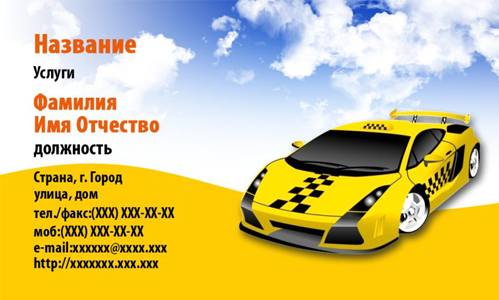 Название
Услуги
Фамилия
Имя Отчество
должность
Страна, г. Город
улица, дом
тел./факс:(XXX) XXX-XX-XX
моб:(XXX) XXX-XX-XX
e-mail:xxxxxx@xxxx.xxx
http://xxxxxxx.xxx.xxx